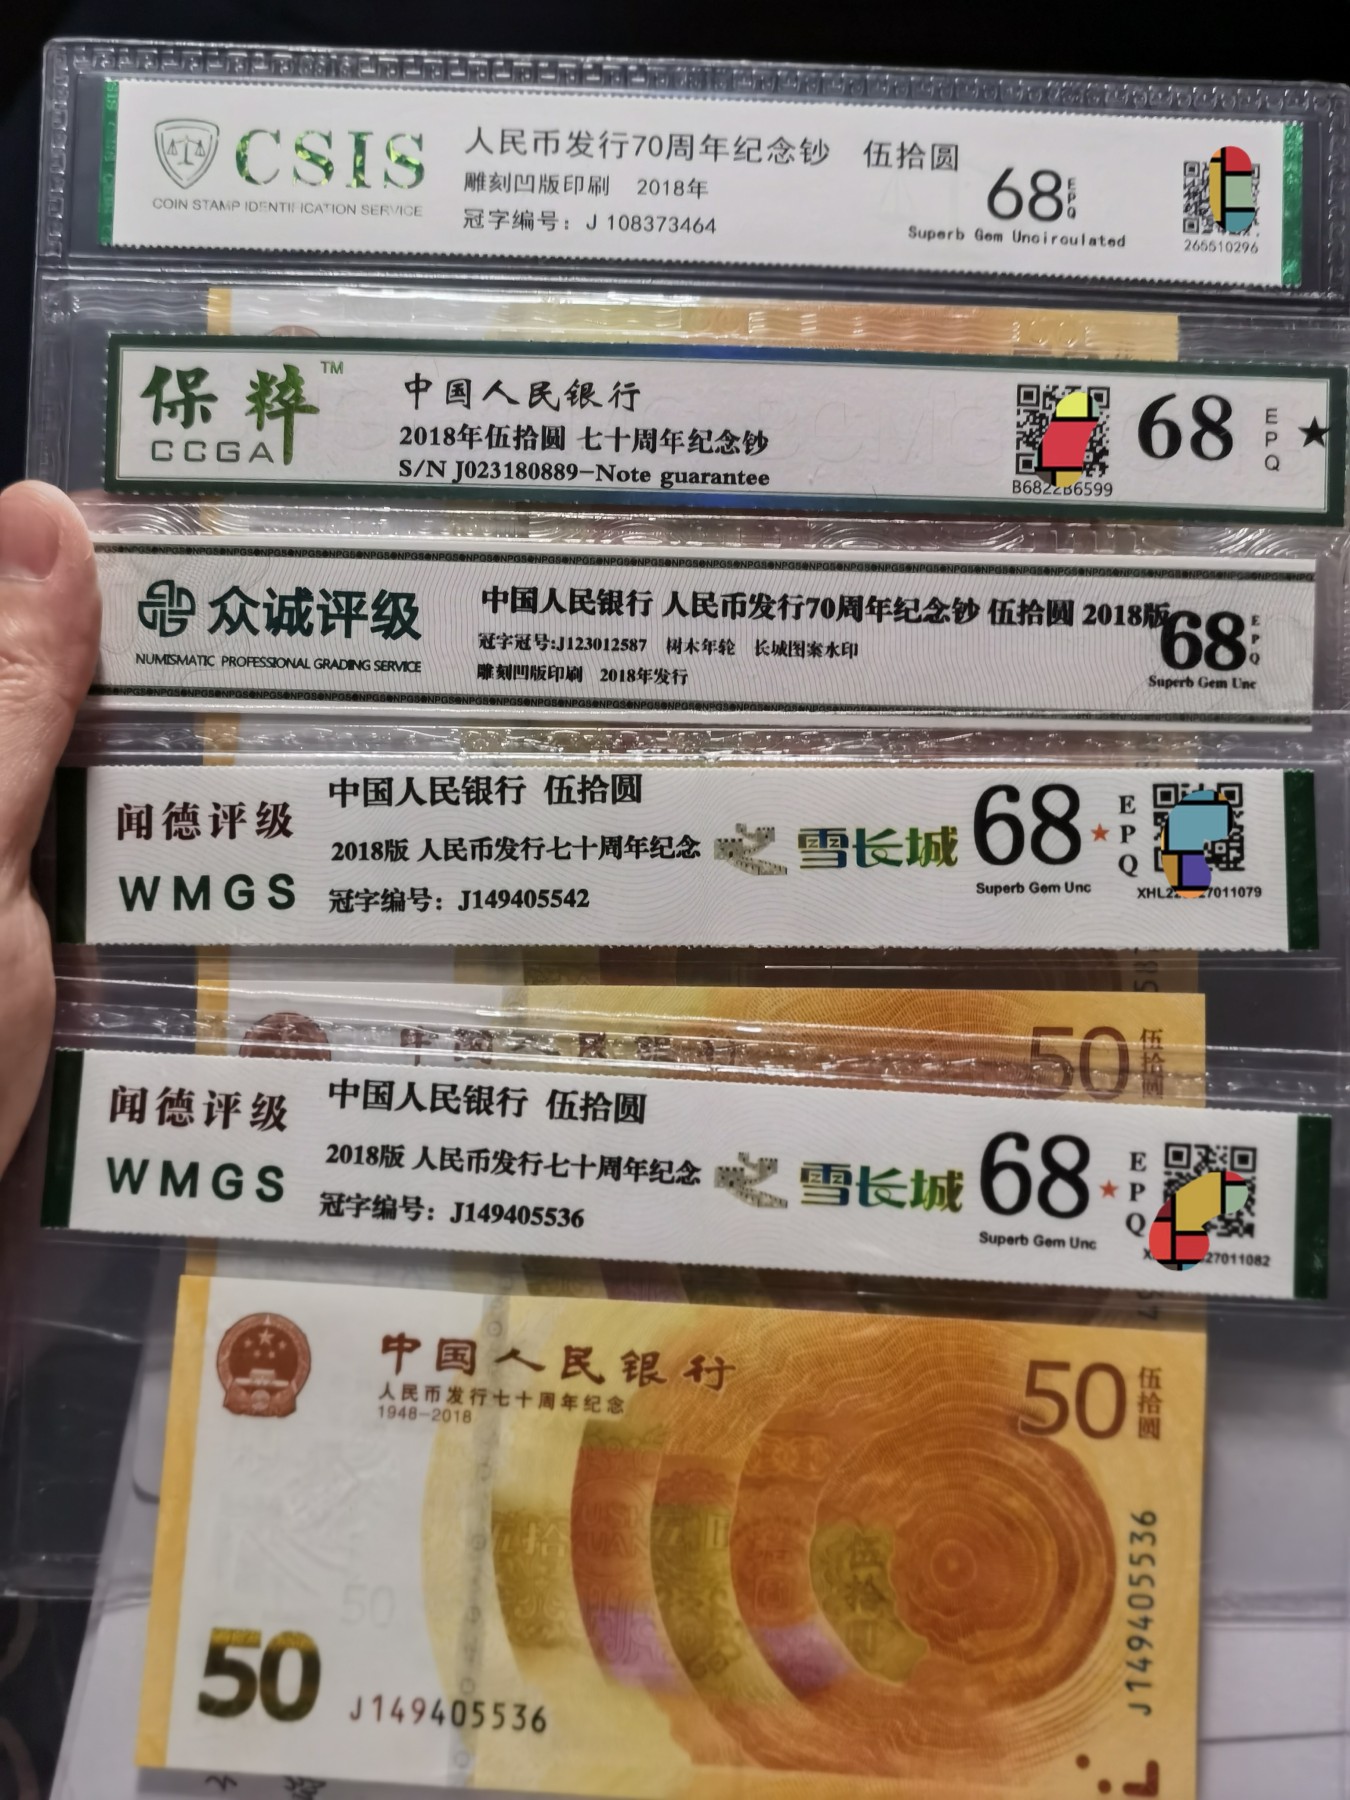 CSIS
COIN STAMP IDENTIFICATION SERVICE
人民币发行70周年纪念钞 伍拾圆
雕刻凹版印刷 2018年
冠字编号：J 108373464
68 EPQ
Superb Gem Uncirculated
265510296
保粹 TM
CCGA
中国人民银行
2018年伍拾圆 七十周年纪念钞
S/N J023180889-Note guarantee
B6822B6599
68 EPQ ★
众诚评级
NUMISMATIC PROFESSIONAL GRADING SERVICE
中国人民银行 人民币发行70周年纪念钞 伍拾圆 2018版
冠字冠号:J123012587 树木年轮 长城图案水印
雕刻凹版印刷 2018年发行
68 EPQ
Superb Gem Unc
闻德评级
WMGS
中国人民银行 伍拾圆
2018版 人民币发行七十周年纪念
冠字编号：J149405542
雪长城
68 ★ EPQ
Superb Gem Unc
50 伍拾圆
闻德评级
WMGS
中国人民银行 伍拾圆
2018版 人民币发行七十周年纪念
冠字编号：J149405536
雪长城
68 ★ EPQ
Superb Gem Unc
27011082
中国人民银行
人民币发行七十周年纪念
1948-2018
50 伍拾圆
50
50
J149405536
J149405536